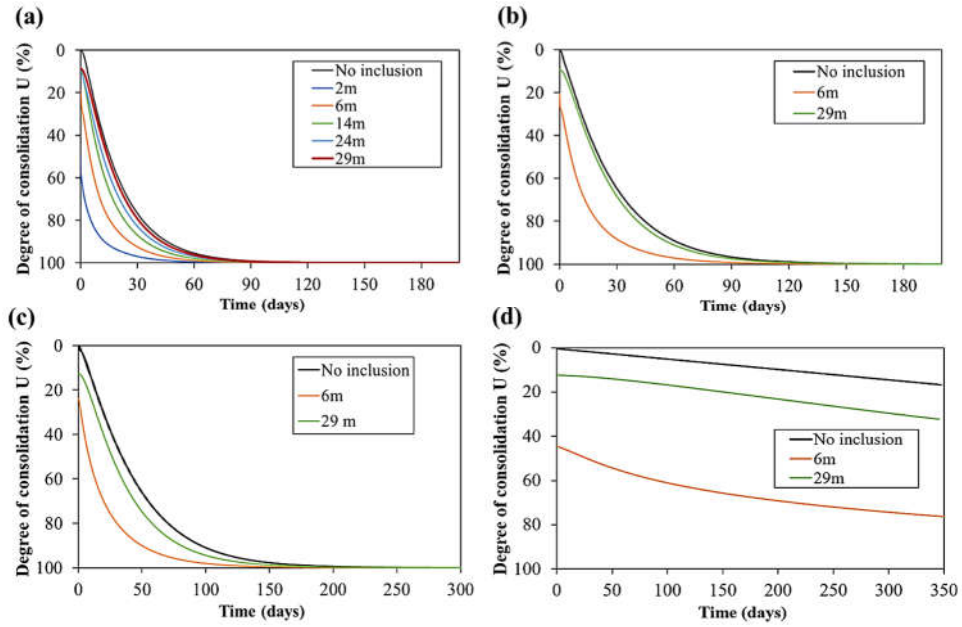 (a)
Degree of consolidation U (%)
0
20
40
60
80
100
No inclusion
2m
6m
14m
24m
29m
0 30 60 90 120 150 180
Time (days)
(b)
Degree of consolidation U (%)
0
20
40
60
80
100
No inclusion
6m
29m
0 30 60 90 120 150 180
Time (days)
(c)
Degree of consolidation U (%)
0
20
40
60
80
100
No inclusion
6m
29 m
0 50 100 150 200 250 300
Time (days)
(d)
Degree of consolidation U (%)
0
20
40
60
80
100
No inclusion
6m
29m
0 50 100 150 200 250 300 350
Time (days)